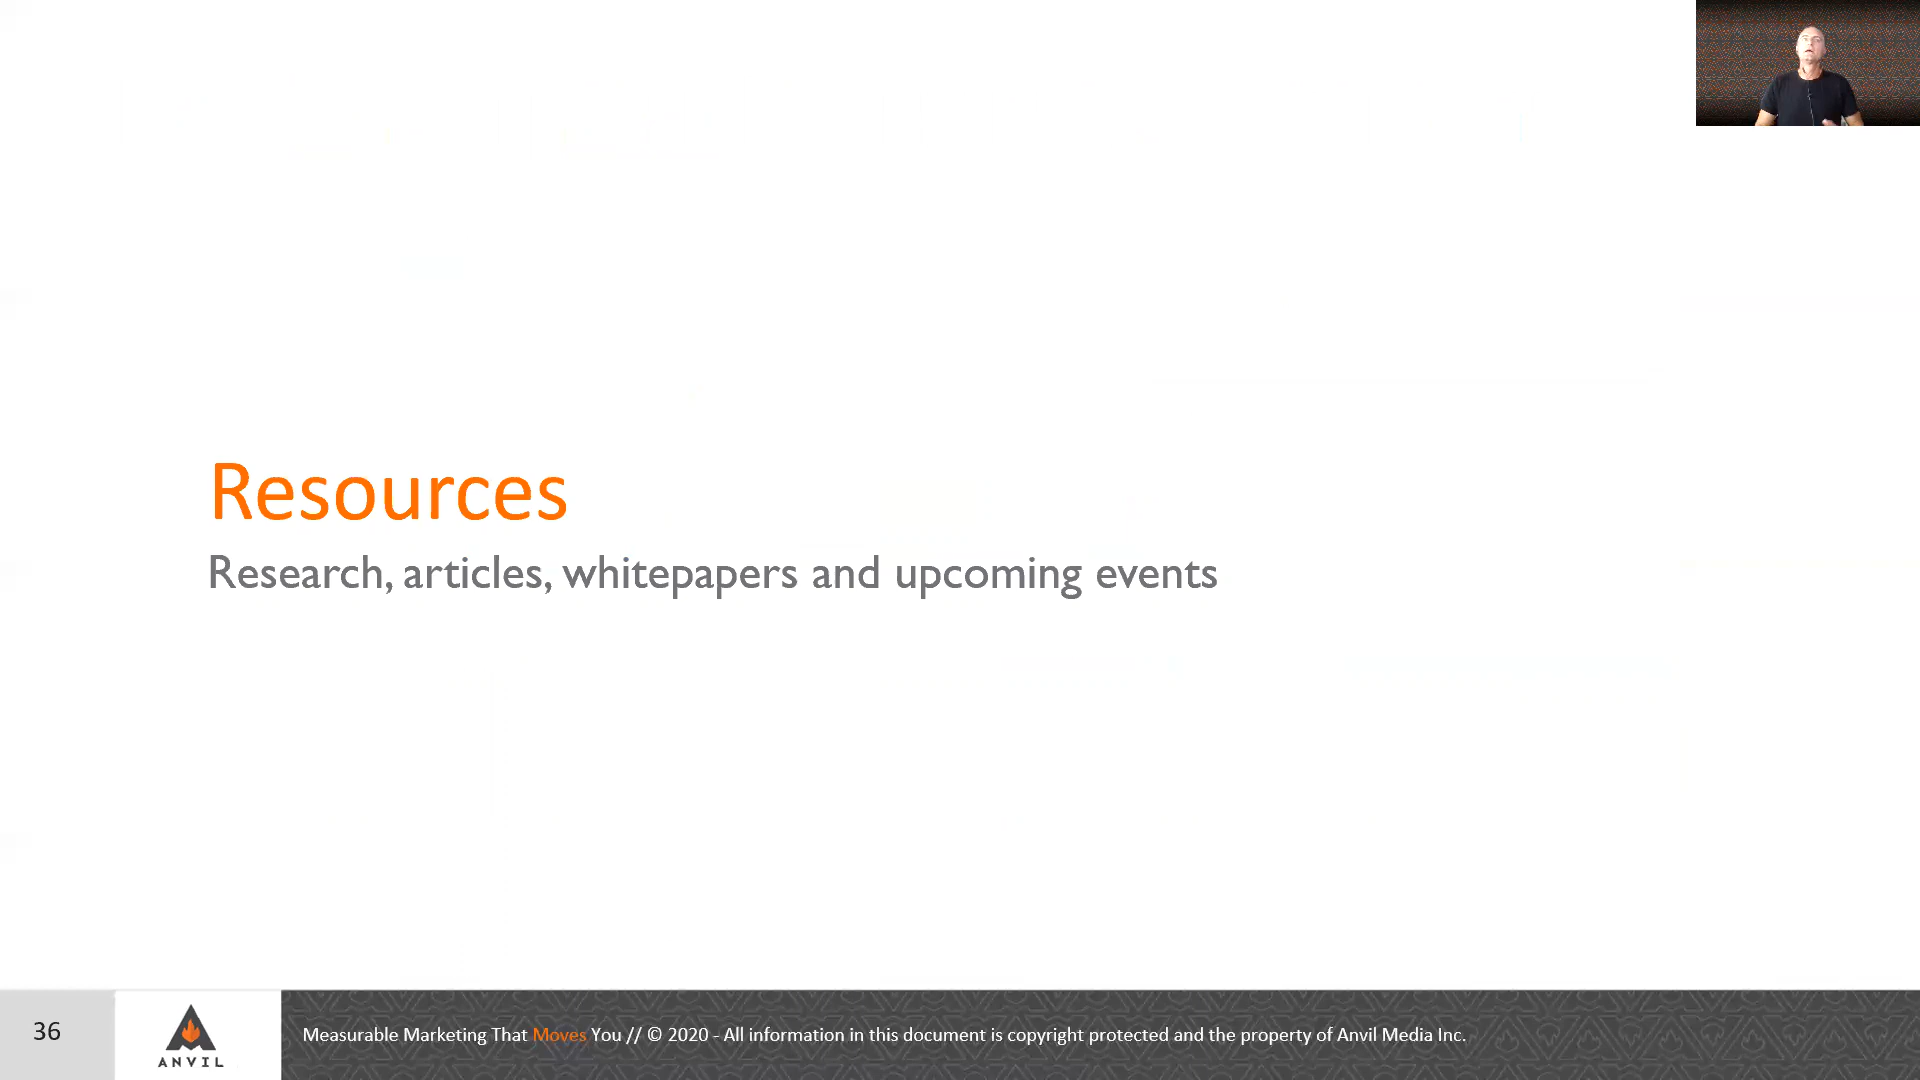 Resources
Research, articles, whitepapers and upcoming events
36
ANVIL
Measurable Marketing That Moves You // © 2020 - All information in this document is copyright protected and the property of Anvil Media Inc.